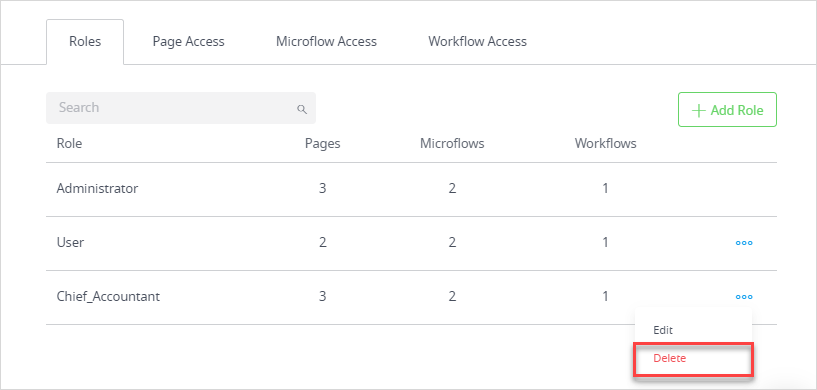 Roles Page Access Microflow Access Workflow Access
Search
Add Role
Role Pages Microflows Workflows
Administrator 3 2 1
User 2 2 1
Chief_Accountant 3 2 1
Edit
Delete